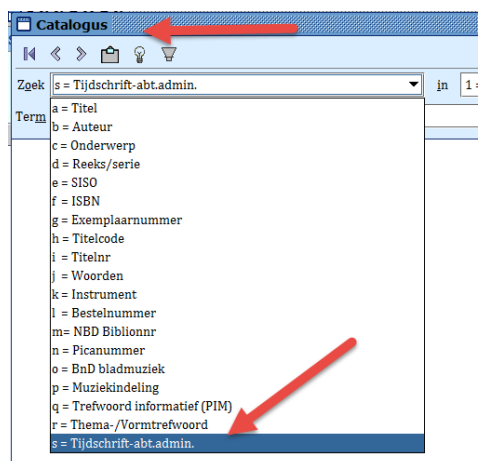 Catalogus
Zoek s = Tijdschrift-abt.admin. in 1 =
Term
a = Titel
b = Auteur
c = Onderwerp
d = Reeks/serie
e = SISO
f = ISBN
g = Exemplaarnummer
h = Titelcode
i = Titelnr
j = Woorden
k = Instrument
l = Bestelnummer
m= NBD Biblionnr
n = Picanummer
o = BnD bladmuziek
p = Muziekindeling
q = Trefwoord informatief (PIM)
r = Thema-/Vormtrefwoord
s = Tijdschrift-abt.admin.